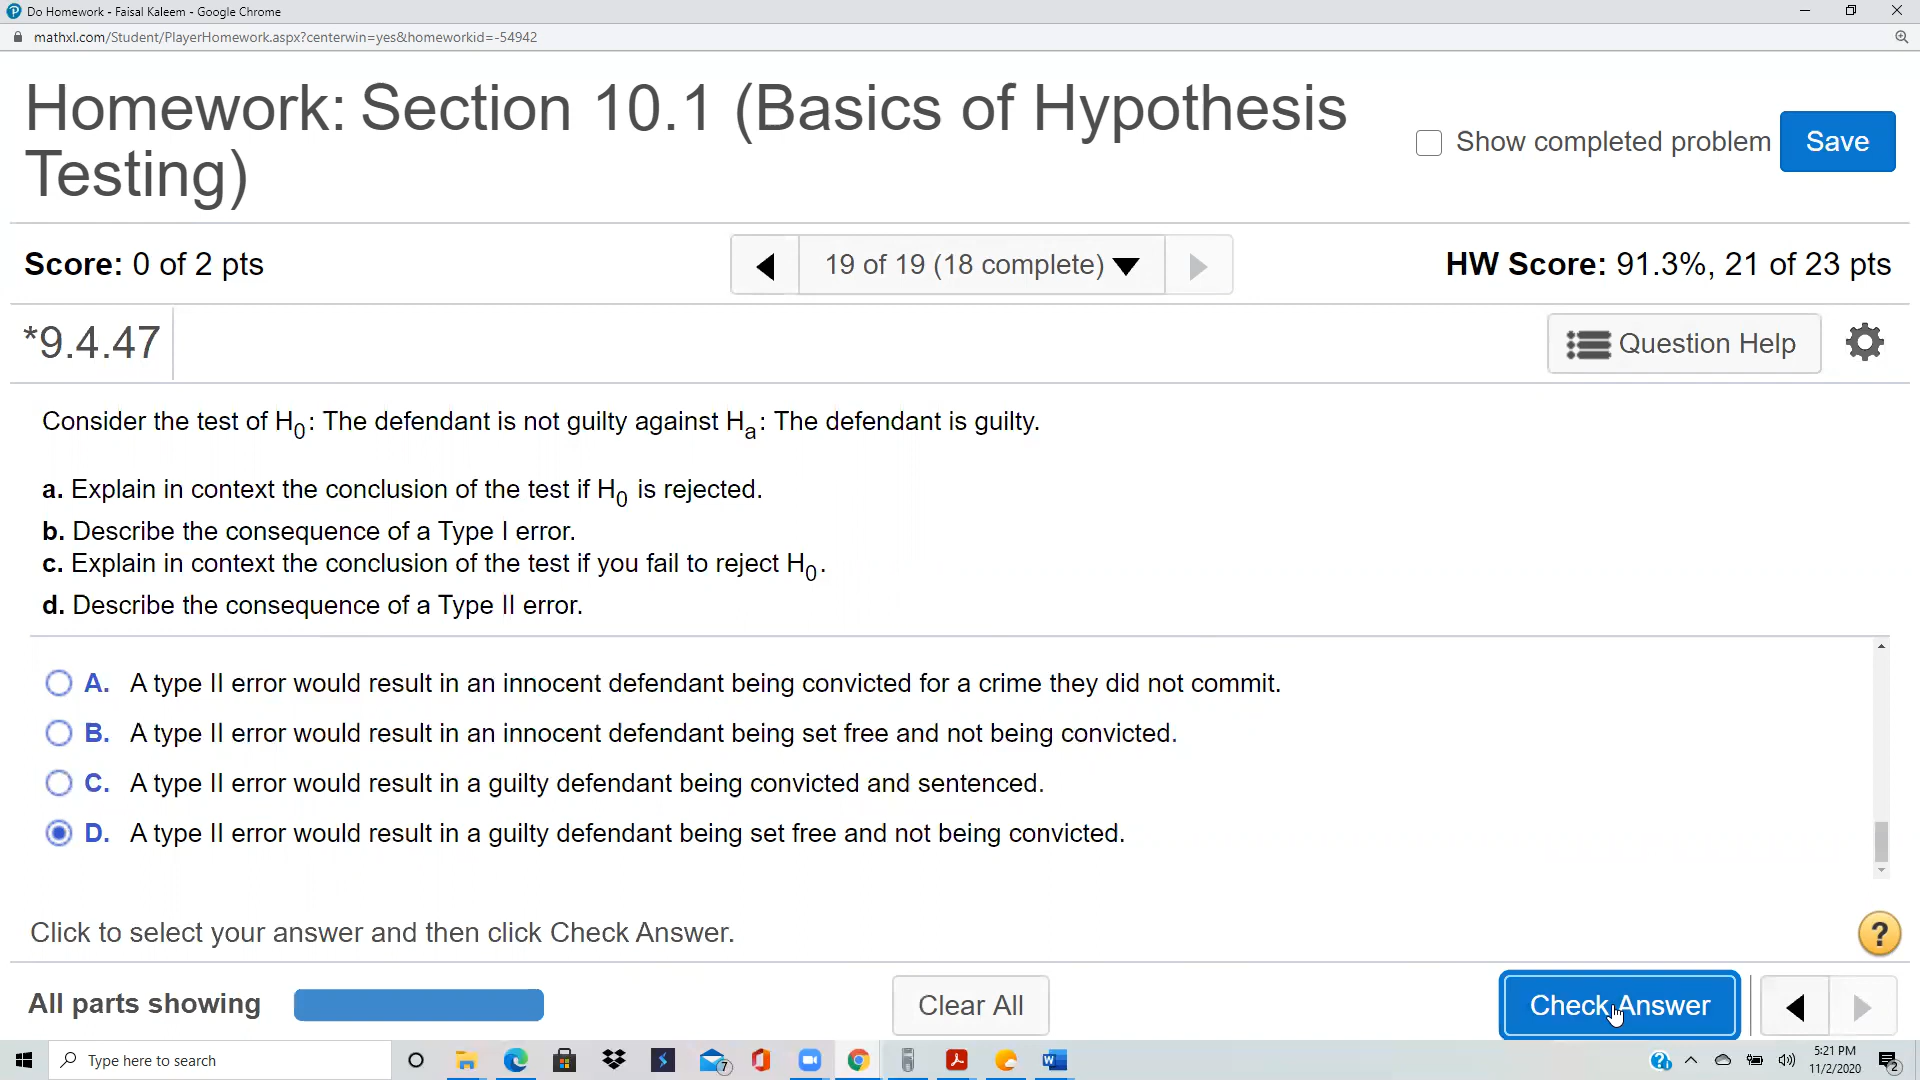 Do Homework - Faisal Kaleem - Google Chrome
mathxl.com/Student/PlayerHomework.aspx?centerwin=yes&homeworkid=-54942
Homework: Section 10.1 (Basics of Hypothesis
Testing)
Show completed problem
Save
Score: 0 of 2 pts
19 of 19 (18 complete)
HW Score: 91.3%, 21 of 23 pts
*9.4.47
Question Help
Consider the test of H0: The defendant is not guilty against Ha: The defendant is guilty.
a. Explain in context the conclusion of the test if H0 is rejected.
b. Describe the consequence of a Type I error.
c. Explain in context the conclusion of the test if you fail to reject H0.
d. Describe the consequence of a Type II error.
A. A type II error would result in an innocent defendant being convicted for a crime they did not commit.
B. A type II error would result in an innocent defendant being set free and not being convicted.
C. A type II error would result in a guilty defendant being convicted and sentenced.
D. A type II error would result in a guilty defendant being set free and not being convicted.
Click to select your answer and then click Check Answer.
?
All parts showing
Clear All
Check Answer
Type here to search
7
5:21 PM
11/2/2020
2